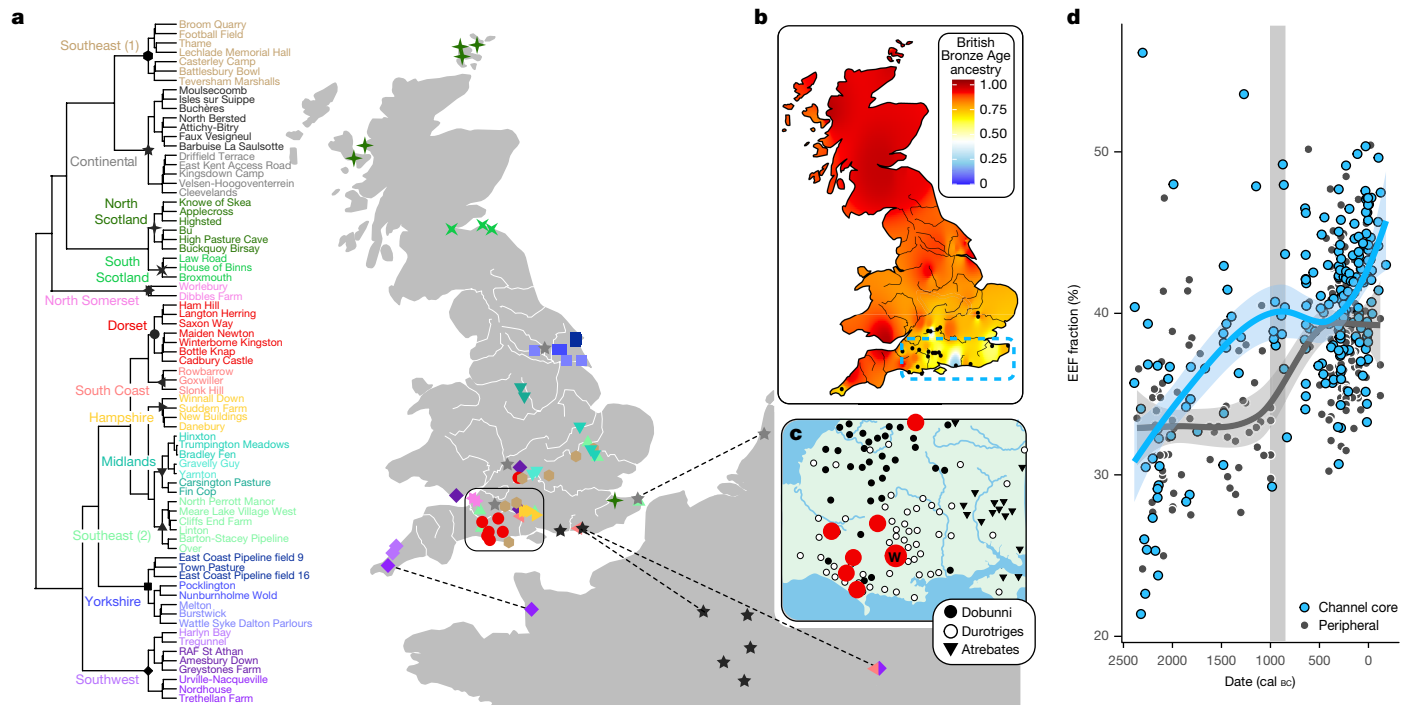 a
Southeast (1)
Broom Quarry
Football Field
Thame
Lechlade Memorial Hall
Casterley Camp
Battlesbury Bowl
Teversham Marshalls
Continental
Moulsecoomb
Isles sur Suippe
Buchères
North Bersted
Attichy-Bitry
Faux Vesigneul
Barbuise La Saulsotte
Driffield Terrace
East Kent Access Road
Kingsdown Camp
Velsen-Hoogoventerrein
Cleevelands
North
Scotland
Knowe of Skea
Applecross
Highsted
Bu
High Pasture Cave
Buckquoy Birsay
South
Scotland
Law Road
House of Binns
Broxmouth
North Somerset
Worlebury
Dibbles Farm
Dorset
Ham Hill
Langton Herring
Saxon Way
Maiden Newton
Winterborne Kingston
Bottle Knap
Cadbury Castle
South Coast
Rowbarrow
Goxwiller
Slonk Hill
Hampshire
Winnall Down
Suddern Farm
New Buildings
Danebury
Midlands
Hinxton
Trumpington Meadows
Bradley Fen
Gravelly Guy
Yarnton
Carsington Pasture
Fin Cop
Southeast (2)
North Perrott Manor
Meare Lake Village West
Cliffs End Farm
Linton
Barton-Stacey Pipeline
Over
Yorkshire
East Coast Pipeline field 9
Town Pasture
East Coast Pipeline field 16
Pocklington
Nunburnholme Wold
Melton
Burstwick
Wattle Syke Dalton Parlours
Southwest
Harlyn Bay
Tregunnel
RAF St Athan
Amesbury Down
Greystones Farm
Urville-Nacqueville
Nordhouse
Trethellan Farm
b
British
Bronze Age
ancestry
1.00
0.75
0.50
0.25
0
c
W
Dobunni
Durotriges
Atrebates
d
EEF fraction (%)
50
40
30
20
2500
2000
1500
1000
500
0
Date (cal BC)
Channel core
Peripheral